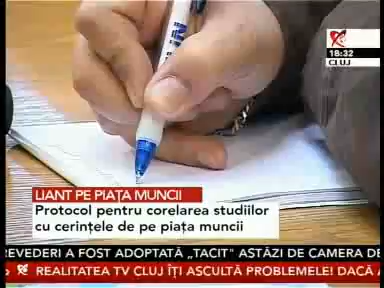 18:32
CLUJ
LIANT PE PIAȚA MUNCII
Protocol pentru corelarea studiilor
cu cerințele de pe piața muncii
REVEDERI A FOST ADOPTATĂ „TACIT" ASTĂZI DE CAMERA DE
REALITATEA TV CLUJ ÎȚI ASCULTĂ PROBLEMELE! DACĂ A